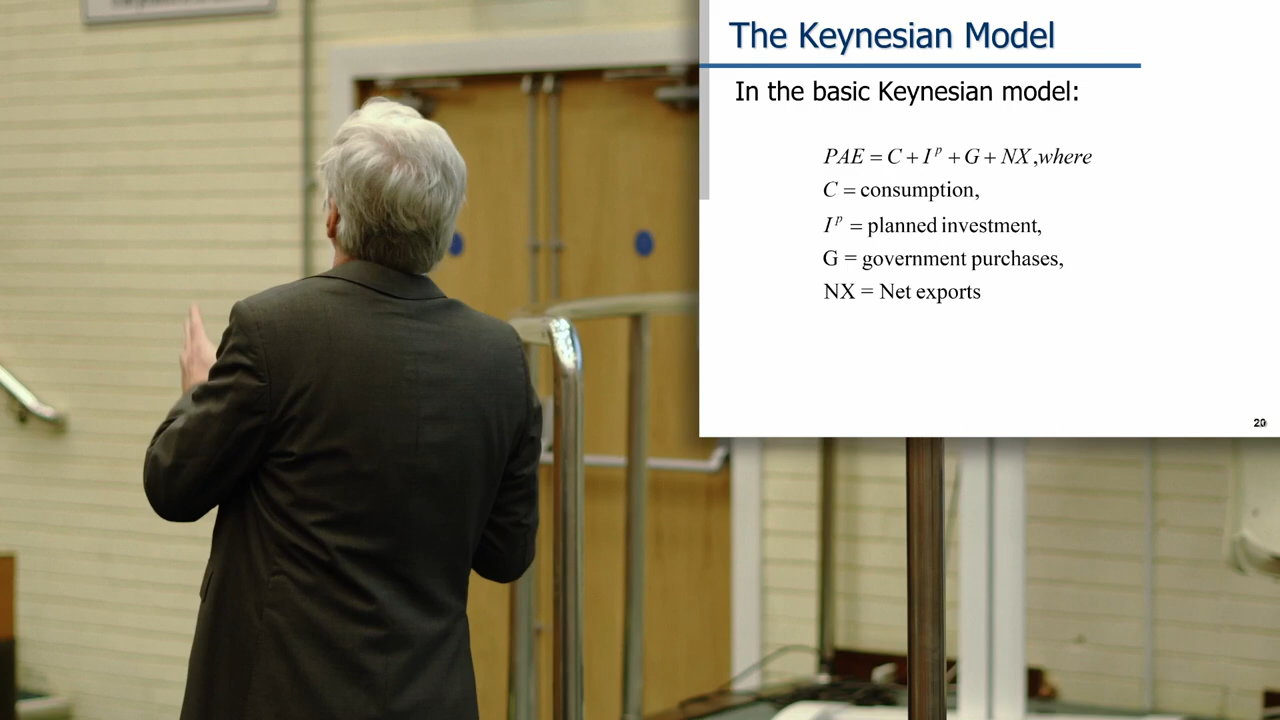 The Keynesian Model
In the basic Keynesian model:
PAE = C + I^p + G + NX, where
C = consumption,
I^p = planned investment,
G = government purchases,
NX = Net exports
20